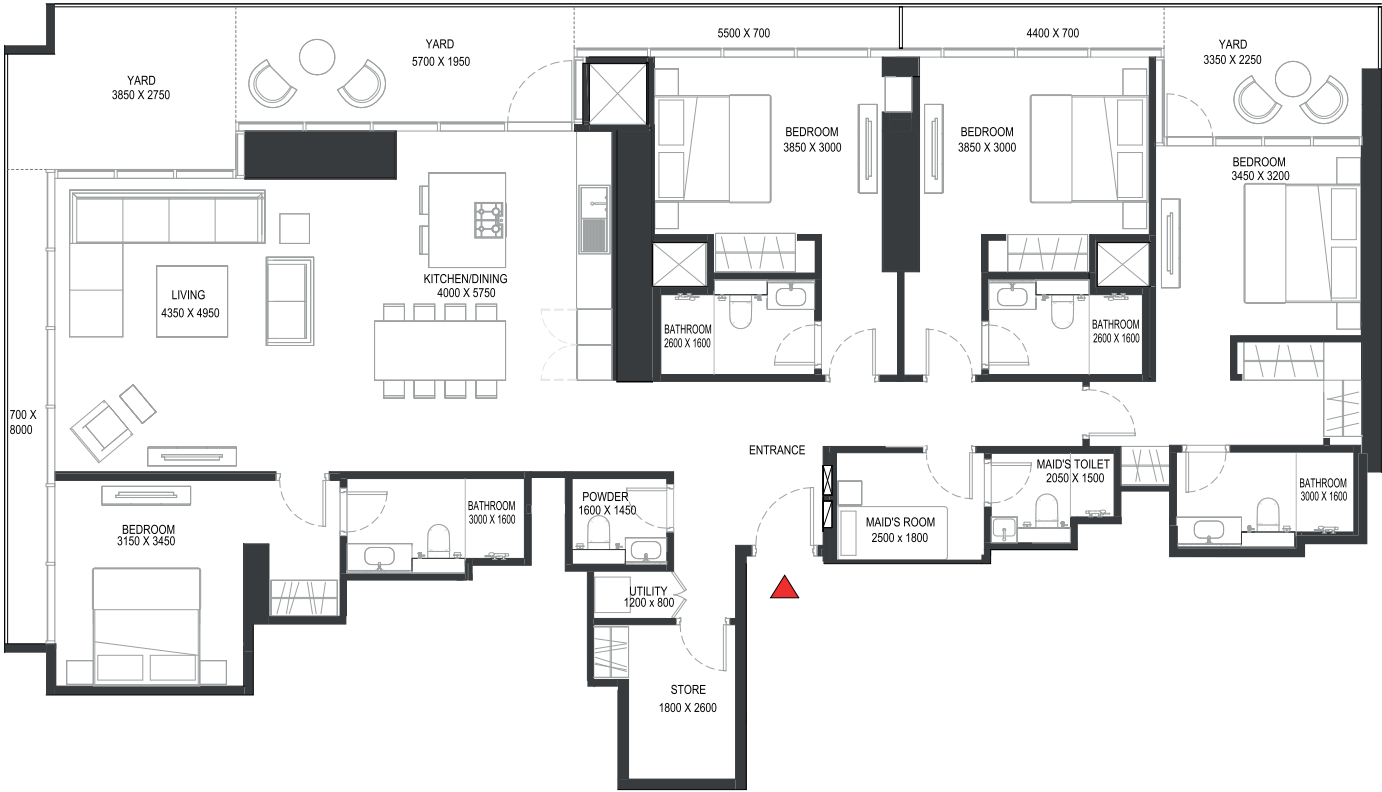 5500 X 700
4400 X 700
YARD
5700 X 1950
YARD
3350 X 2250
YARD
3850 X 2750
BEDROOM
3850 X 3000
BEDROOM
3850 X 3000
BEDROOM
3450 X 3200
KITCHEN/DINING
4000 X 5750
LIVING
4350 X 4950
BATHROOM
2600 X 1600
BATHROOM
2600 X 1600
700 X
8000
ENTRANCE
MAID'S TOILET
2050 X 1500
BATHROOM
3000 X 1600
POWDER
1600 X 1450
BATHROOM
3000 X 1600
MAID'S ROOM
2500 x 1800
BEDROOM
3150 X 3450
UTILITY
1200 x 800
STORE
1800 X 2600